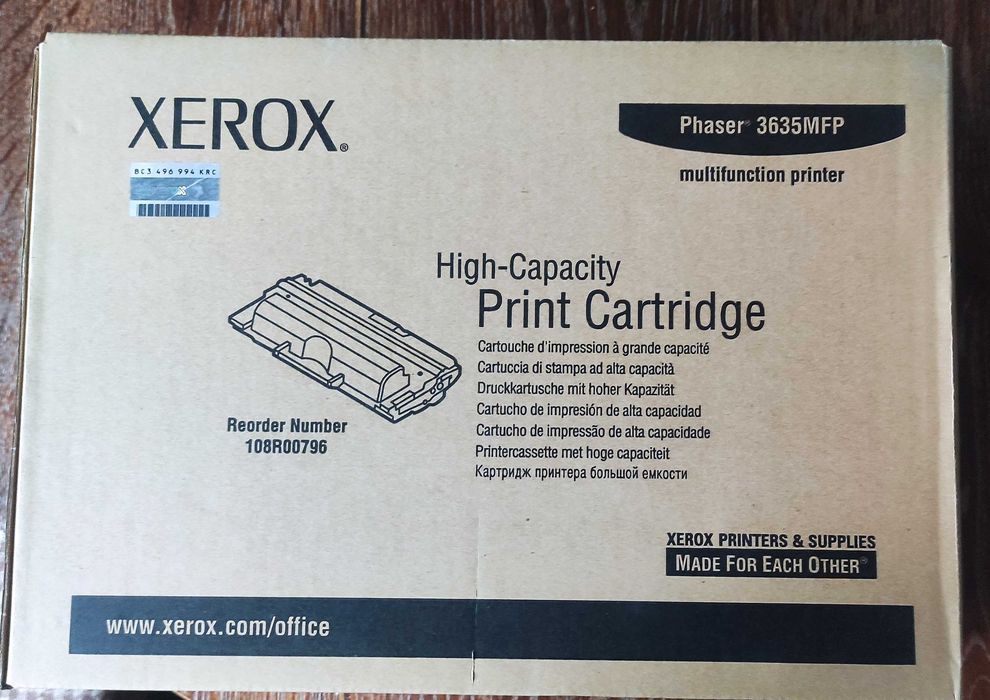 XEROX®
Phaser® 3635MFP
multifunction printer
BC3 496 994 KRC
High-Capacity
Print Cartridge
Cartouche d'impression à grande capacité
Cartuccia di stampa ad alta capacità
Druckkartusche mit hoher Kapazität
Cartucho de impresión de alta capacidad
Cartucho de impressão de alta capacidade
Printercassette met hoge capaciteit
Картридж принтера большой емкости
Reorder Number
108R00796
XEROX PRINTERS & SUPPLIES
MADE FOR EACH OTHER®
www.xerox.com/office